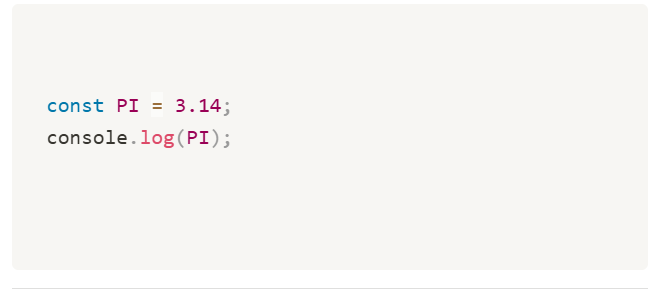 const PI = 3.14;
console.log(PI);